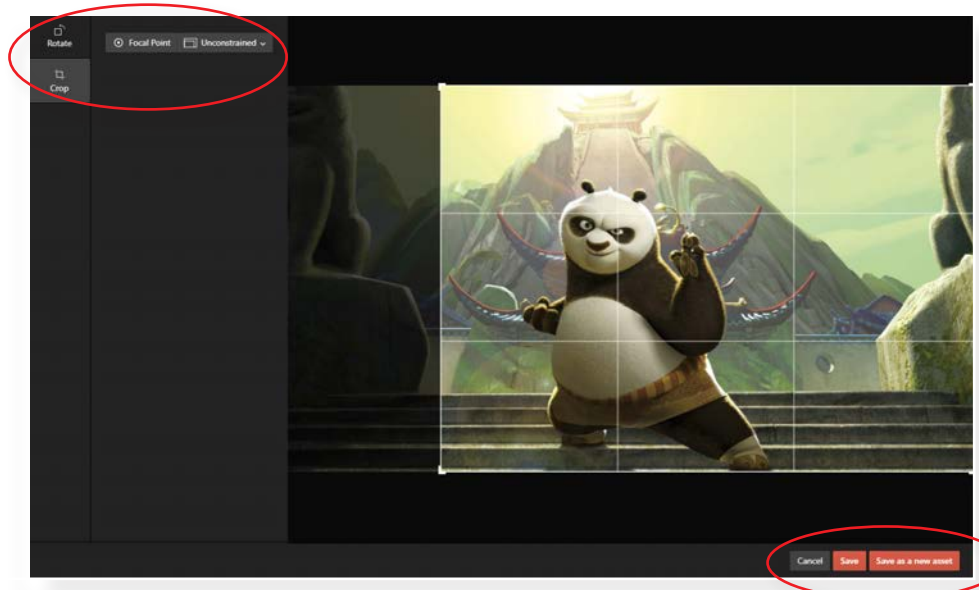 Rotate
Focal Point Unconstrained
Crop
Cancel Save Save as a new asset